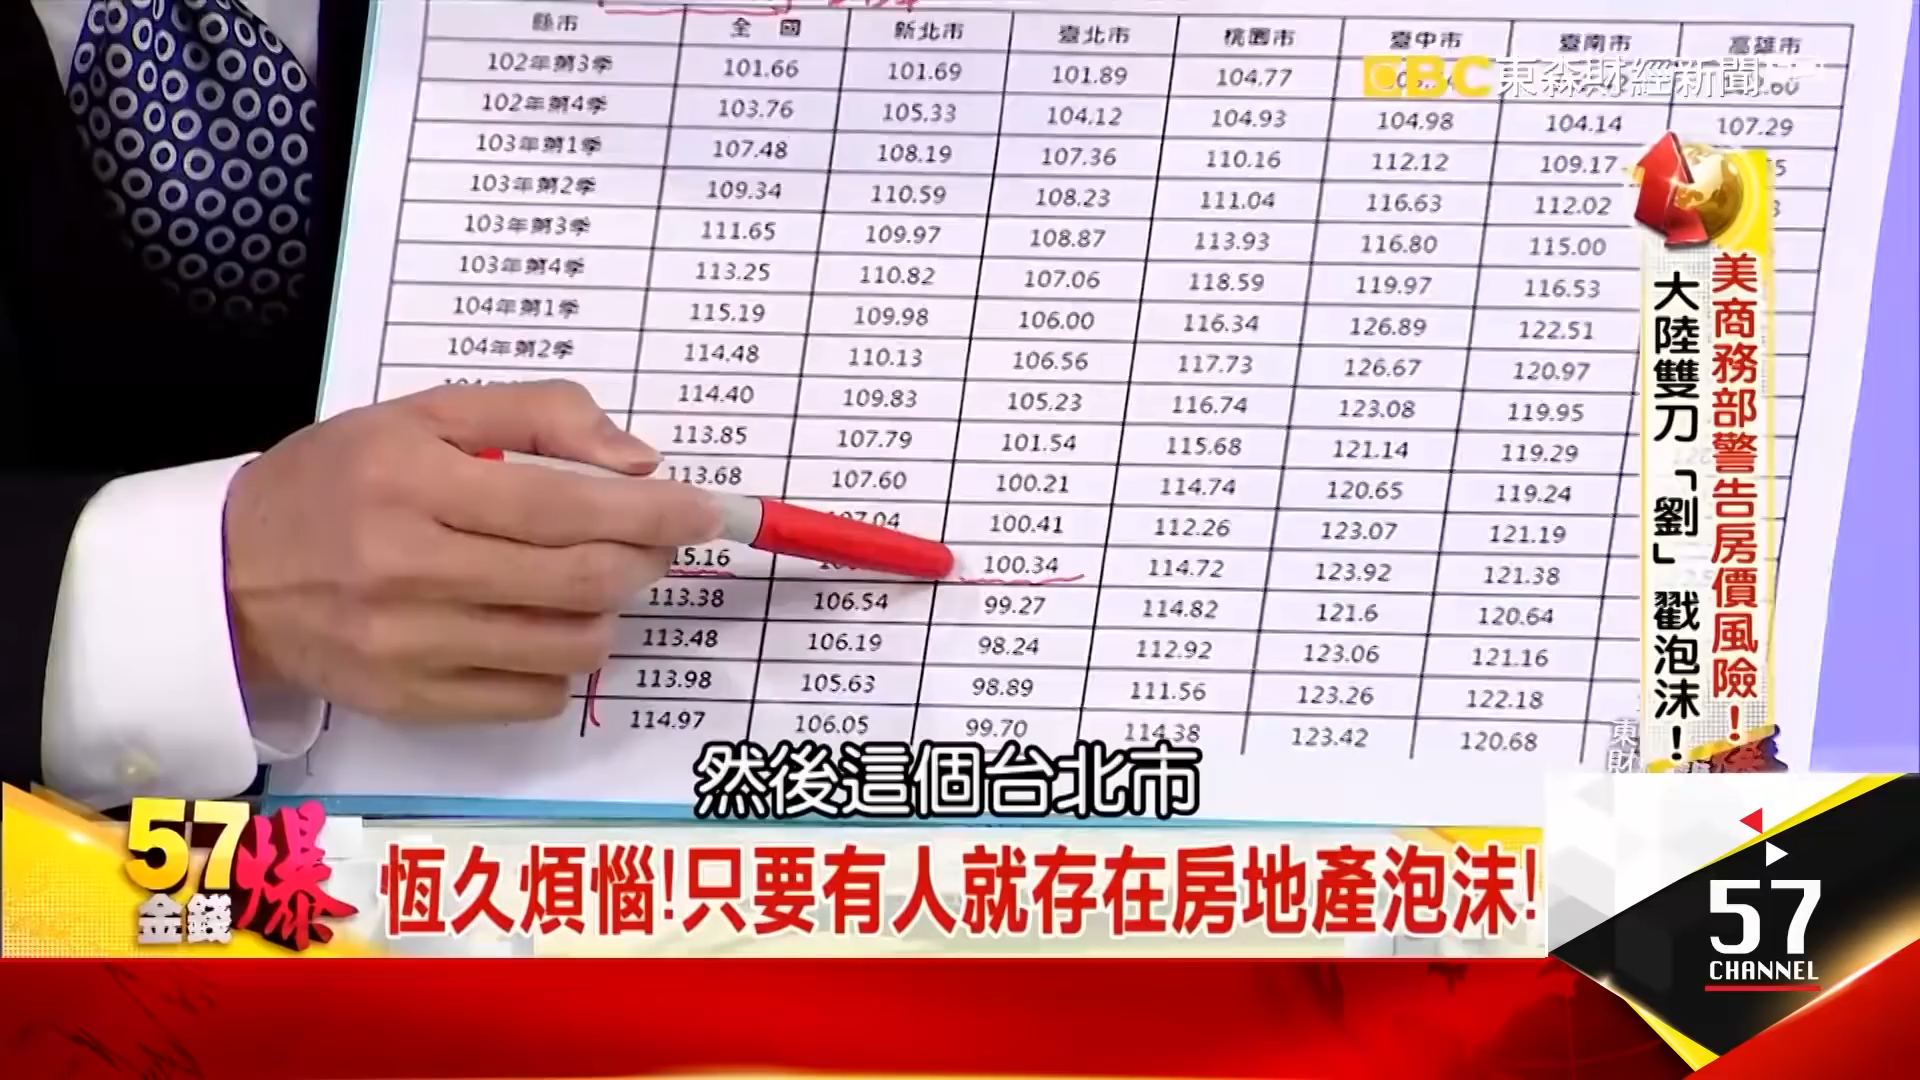 縣市 全國 新北市 臺北市 桃園市 臺中市 臺南市 高雄市
102年第3季 101.66 101.69 101.89 104.77
102年第4季 103.76 105.33 104.12 104.93 104.98 104.14 107.29
103年第1季 107.48 108.19 107.36 110.16 112.12 109.17
103年第2季 109.34 110.59 108.23 111.04 116.63 112.02
103年第3季 111.65 109.97 108.87 113.93 116.80 115.00
103年第4季 113.25 110.82 107.06 118.59 119.97 116.53
104年第1季 115.19 109.98 106.00 116.34 126.89 122.51
104年第2季 114.48 110.13 106.56 117.73 126.67 120.97
114.40 109.83 105.23 116.74 123.08 119.95
113.85 107.79 101.54 115.68 121.14 119.29
113.68 107.60 100.21 114.74 120.65 119.24
100.41 112.26 123.07 121.19
15.16 100.34 114.72 123.92 121.38
113.38 106.54 99.27 114.82 121.6 120.64
113.48 106.19 98.24 112.92 123.06 121.16
113.98 105.63 98.89 111.56 123.26 122.18
114.97 106.05 99.70 114.38 123.42 120.68
EBC 東森財經新聞
美商務部警告房價風險！
大陸雙刀「劉」戳泡沫！
然後這個台北市
57金錢爆
恆久煩惱!只要有人就存在房地產泡沫!
57
CHANNEL